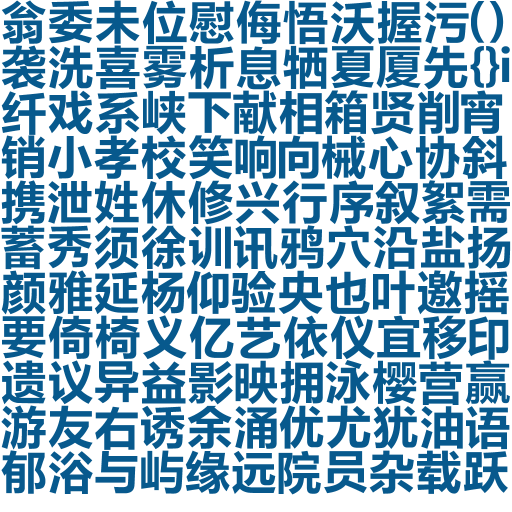 翁委未位慰侮悟沃握污()
袭洗喜雾析息牺夏厦先{}i
纤戏系峡下献相箱贤削宵
销小孝校笑响向械心协斜
携泄姓休修兴行序叙絮需
蓄秀须徐训讯鸦穴沿盐扬
颜雅延杨仰验央也叶邀摇
要倚椅义亿艺依仪宜移印
遗议异益影映拥泳樱营赢
游友右诱余涌优尤犹油语
郁浴与屿缘远院员杂载跃